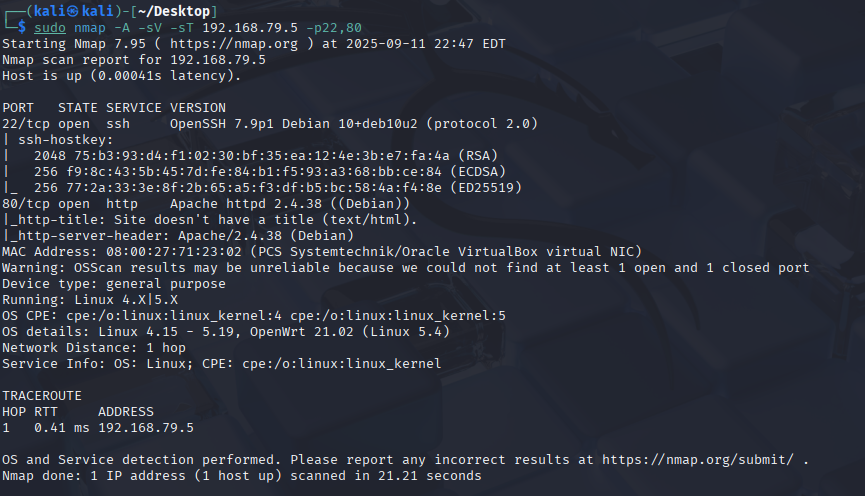 ┌──(kali㉿kali)-[~/Desktop]
└─$ sudo nmap -A -sV -sT 192.168.79.5 -p22,80
Starting Nmap 7.95 ( https://nmap.org ) at 2025-09-11 22:47 EDT
Nmap scan report for 192.168.79.5
Host is up (0.00041s latency).

PORT   STATE SERVICE VERSION
22/tcp open  ssh     OpenSSH 7.9p1 Debian 10+deb10u2 (protocol 2.0)
| ssh-hostkey:
|   2048 75:b3:93:d4:f1:02:30:bf:35:ea:12:4e:3b:e7:fa:4a (RSA)
|   256 f9:8c:43:5b:45:7d:fe:84:b1:f5:93:a3:68:bb:ce:84 (ECDSA)
|_  256 77:2a:33:3e:8f:2b:65:a5:f3:df:b5:bc:58:4a:f4:8e (ED25519)
80/tcp open  http    Apache httpd 2.4.38 ((Debian))
|_http-title: Site doesn't have a title (text/html).
|_http-server-header: Apache/2.4.38 (Debian)
MAC Address: 08:00:27:71:23:02 (PCS Systemtechnik/Oracle VirtualBox virtual NIC)
Warning: OSScan results may be unreliable because we could not find at least 1 open and 1 closed port
Device type: general purpose
Running: Linux 4.X|5.X
OS CPE: cpe:/o:linux:linux_kernel:4 cpe:/o:linux:linux_kernel:5
OS details: Linux 4.15 - 5.19, OpenWrt 21.02 (Linux 5.4)
Network Distance: 1 hop
Service Info: OS: Linux; CPE: cpe:/o:linux:linux_kernel

TRACEROUTE
HOP RTT     ADDRESS
1   0.41 ms 192.168.79.5

OS and Service detection performed. Please report any incorrect results at https://nmap.org/submit/ .
Nmap done: 1 IP address (1 host up) scanned in 21.21 seconds